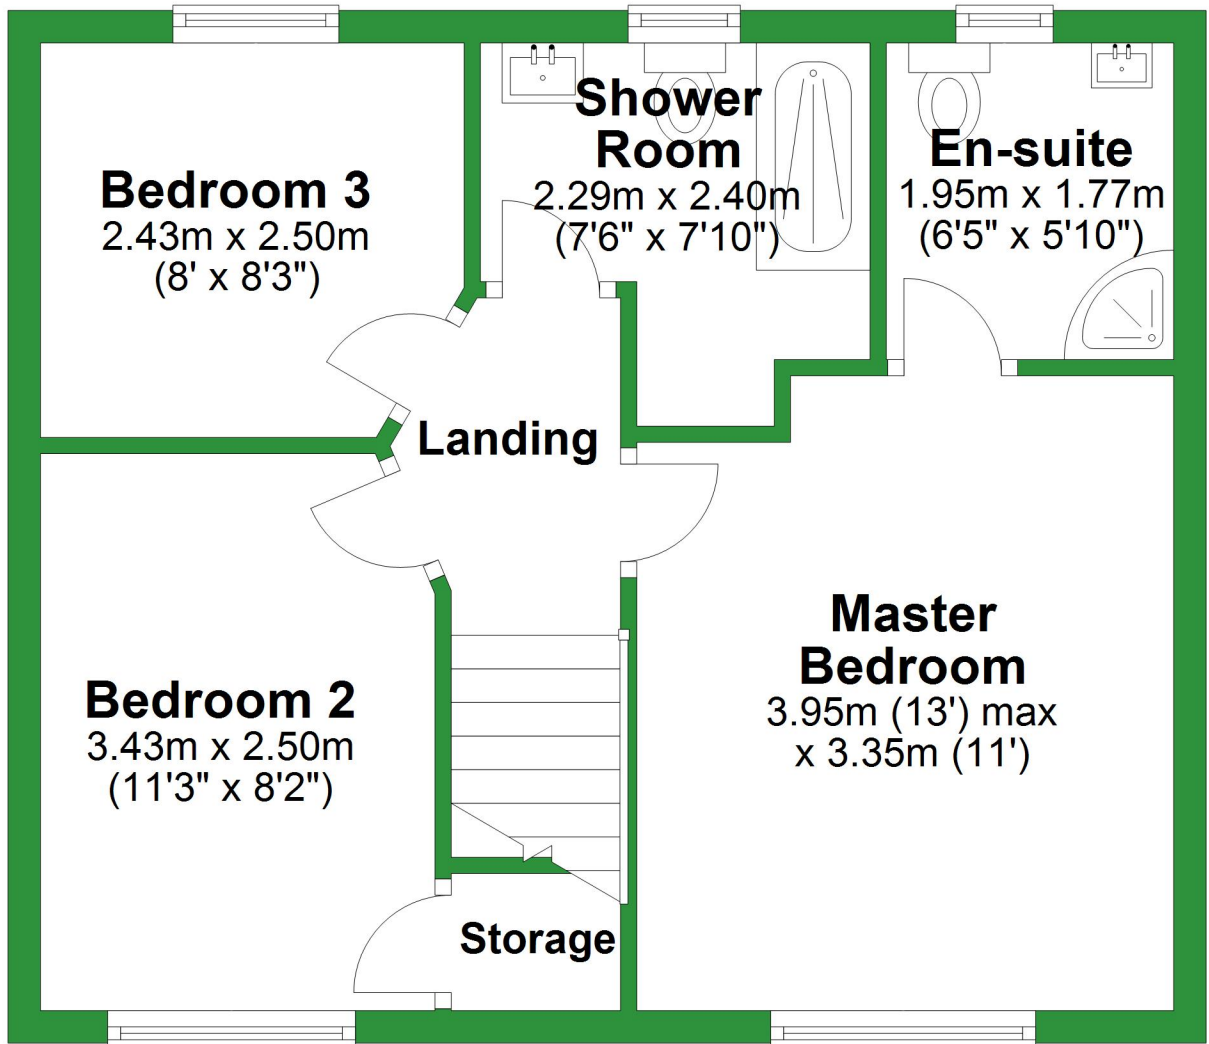 Bedroom 3
2.43m x 2.50m
(8' x 8'3")
Shower
Room
2.29m x 2.40m
(7'6" x 7'10")
En-suite
1.95m x 1.77m
(6'5" x 5'10")
Landing
Bedroom 2
3.43m x 2.50m
(11'3" x 8'2")
Master
Bedroom
3.95m (13') max
x 3.35m (11')
Storage